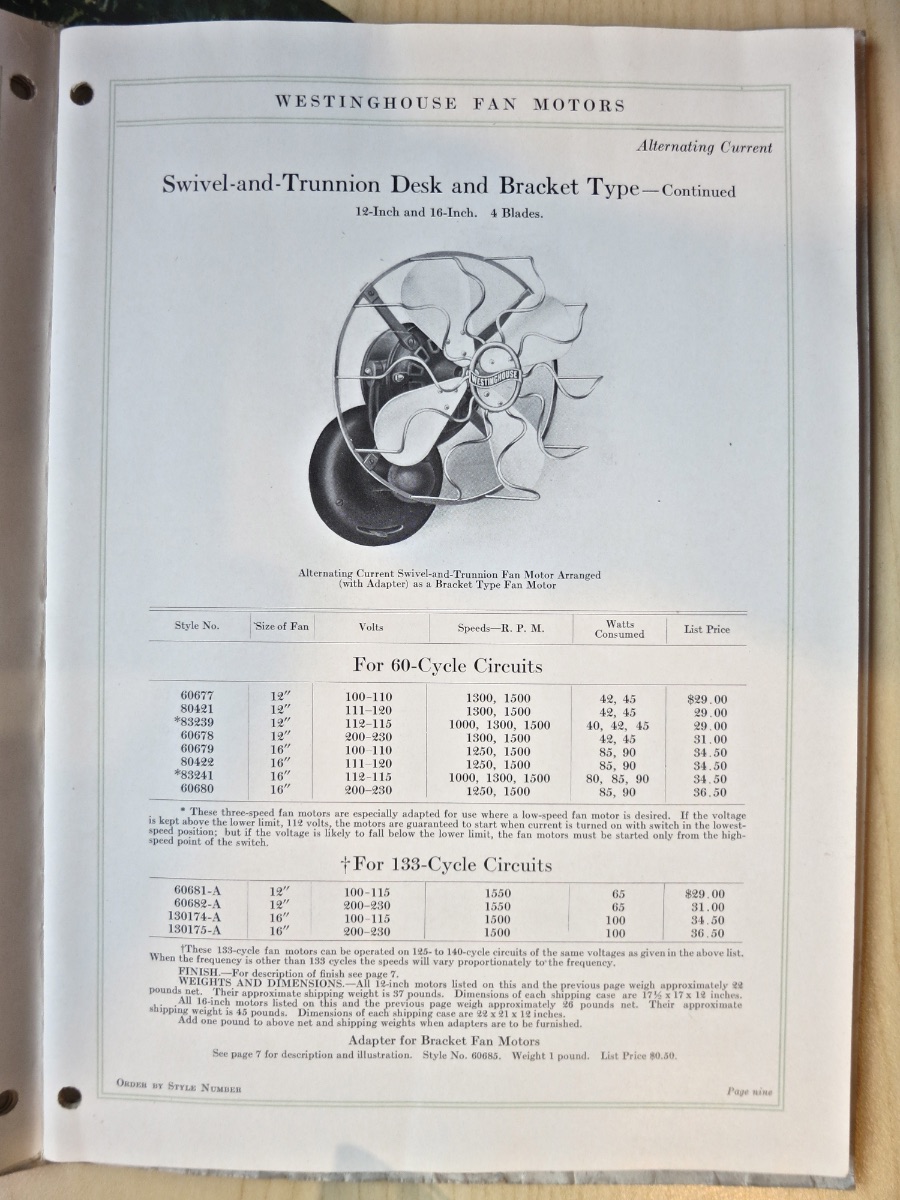 WESTINGHOUSE FAN MOTORS
Alternating Current
Swivel-and-Trunnion Desk and Bracket Type—Continued
12-Inch and 16-Inch. 4 Blades.
WESTINGHOUSE
Alternating Current Swivel-and-Trunnion Fan Motor Arranged
(with Adapter) as a Bracket Type Fan Motor
Style No. Size of Fan Volts Speeds—R. P. M. Watts Consumed List Price
For 60-Cycle Circuits
60677 12″ 100-110 1300, 1500 42, 45 $29.00
80421 12″ 111-120 1300, 1500 42, 45 29.00
*83239 12″ 112-115 1000, 1300, 1500 40, 42, 45 29.00
60678 12″ 200-230 1300, 1500 42, 45 31.00
60679 16″ 100-110 1250, 1500 85, 90 34.50
80422 16″ 111-120 1250, 1500 85, 90 34.50
*83241 16″ 112-115 1000, 1300, 1500 80, 85, 90 34.50
60680 16″ 200-230 1250, 1500 85, 90 36.50
* These three-speed fan motors are especially adapted for use where a low-speed fan motor is desired. If the voltage
is kept above the lower limit, 112 volts, the motors are guaranteed to start when current is turned on with switch in the lowest-
speed position; but if the voltage is likely to fall below the lower limit, the fan motors must be started only from the high-
speed point of the switch.
†For 133-Cycle Circuits
60681-A 12″ 100-115 1550 65 $29.00
60682-A 12″ 200-230 1550 65 31.00
130174-A 16″ 100-115 1500 100 34.50
130175-A 16″ 200-230 1500 100 36.50
†These 133-cycle fan motors can be operated on 125- to 140-cycle circuits of the same voltages as given in the above list.
When the frequency is other than 133 cycles the speeds will vary proportionately to the frequency.
FINISH.—For description of finish see page 7.
WEIGHTS AND DIMENSIONS.—All 12-inch motors listed on this and the previous page weigh approximately 22
pounds net. Their approximate shipping weight is 37 pounds. Dimensions of each shipping case are 17½ x 17 x 12 inches.
All 16-inch motors listed on this and the previous page weigh approximately 26 pounds net. Their approximate
shipping weight is 45 pounds. Dimensions of each shipping case are 22 x 21 x 12 inches.
Add one pound to above net and shipping weights when adapters are to be furnished.
Adapter for Bracket Fan Motors
See page 7 for description and illustration. Style No. 60685. Weight 1 pound. List Price $0.50.
ORDER BY STYLE NUMBER
Page nine